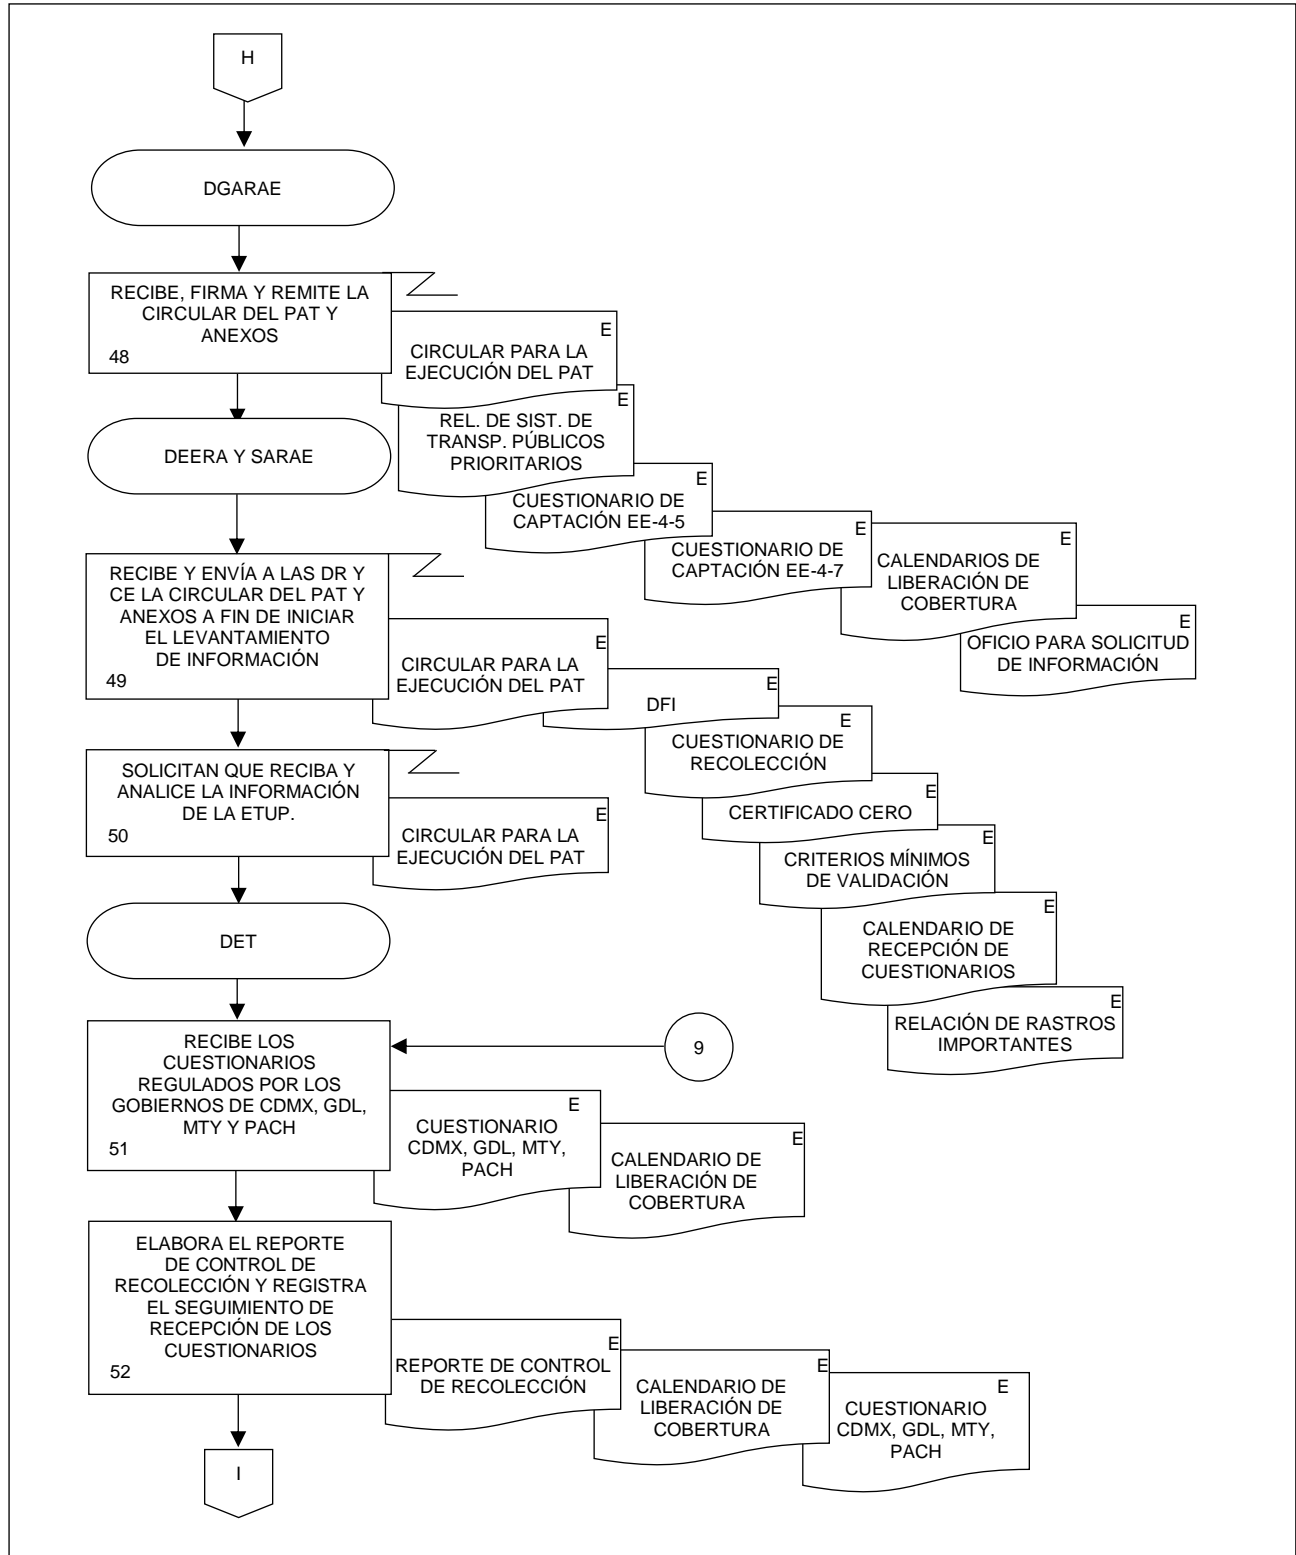 H
DGARAE
RECIBE, FIRMA Y REMITE LA
CIRCULAR DEL PAT Y
ANEXOS
48
E
CIRCULAR PARA LA
EJECUCIÓN DEL PAT
E
REL. DE SIST. DE
TRANSP. PÚBLICOS
PRIORITARIOS
E
CUESTIONARIO DE
CAPTACIÓN EE-4-5
E
CUESTIONARIO DE
CAPTACIÓN EE-4-7
E
CALENDARIOS DE
LIBERACIÓN DE
COBERTURA
E
OFICIO PARA SOLICITUD
DE INFORMACIÓN
DEERA Y SARAE
RECIBE Y ENVÍA A LAS DR Y
CE LA CIRCULAR DEL PAT Y
ANEXOS A FIN DE INICIAR
EL LEVANTAMIENTO
DE INFORMACIÓN
49
E
CIRCULAR PARA LA
EJECUCIÓN DEL PAT
E
DFI
E
CUESTIONARIO DE
RECOLECCIÓN
E
CERTIFICADO CERO
E
CRITERIOS MÍNIMOS
DE VALIDACIÓN
E
CALENDARIO DE
RECEPCIÓN DE
CUESTIONARIOS
E
RELACIÓN DE RASTROS
IMPORTANTES
SOLICITAN QUE RECIBA Y
ANALICE LA INFORMACIÓN
DE LA ETUP.
50
E
CIRCULAR PARA LA
EJECUCIÓN DEL PAT
DET
RECIBE LOS
CUESTIONARIOS
REGULADOS POR LOS
GOBIERNOS DE CDMX, GDL,
MTY Y PACH
51
9
E
CUESTIONARIO
CDMX, GDL, MTY,
PACH
E
CALENDARIO DE
LIBERACIÓN DE
COBERTURA
ELABORA EL REPORTE
DE CONTROL DE
RECOLECCIÓN Y REGISTRA
EL SEGUIMIENTO DE
RECEPCIÓN DE LOS
CUESTIONARIOS
52
E
REPORTE DE CONTROL
DE RECOLECCIÓN
E
CALENDARIO DE
LIBERACIÓN DE
COBERTURA
E
CUESTIONARIO
CDMX, GDL, MTY,
PACH
I